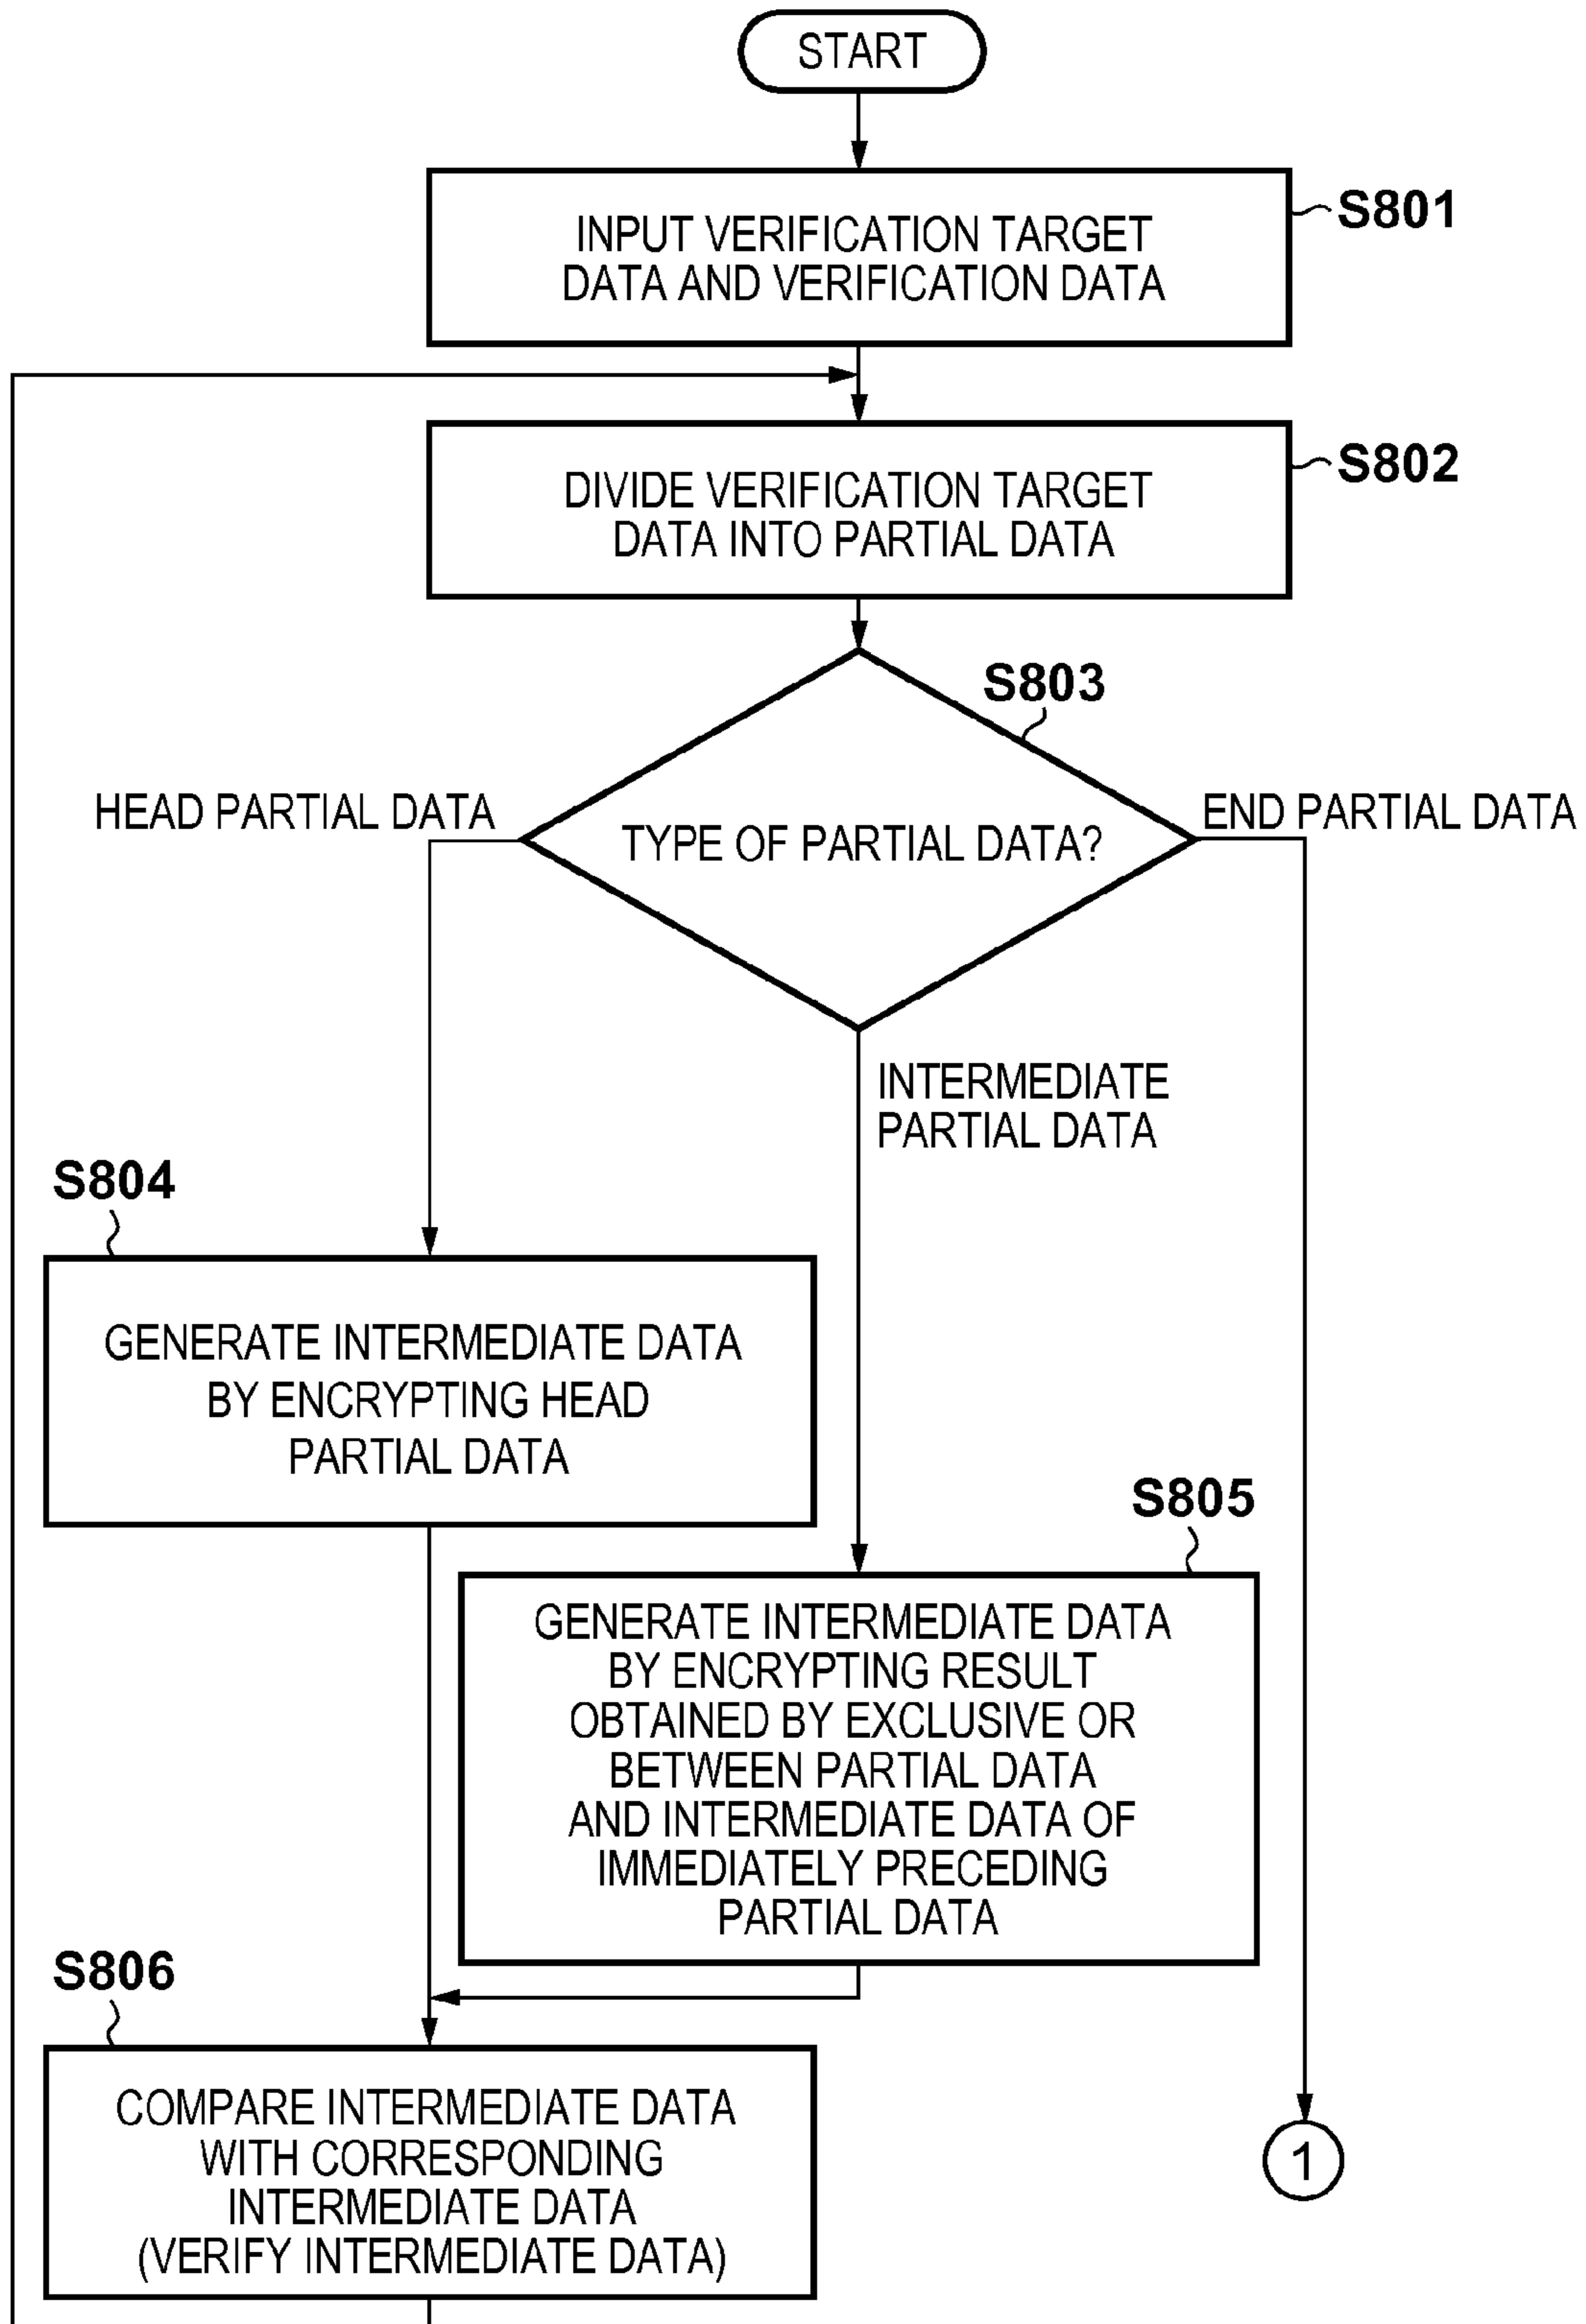 START
INPUT VERIFICATION TARGET
DATA AND VERIFICATION DATA
S801
DIVIDE VERIFICATION TARGET
DATA INTO PARTIAL DATA
S802
S803
HEAD PARTIAL DATA
TYPE OF PARTIAL DATA?
END PARTIAL DATA
INTERMEDIATE
PARTIAL DATA
S804
GENERATE INTERMEDIATE DATA
BY ENCRYPTING HEAD
PARTIAL DATA
S805
GENERATE INTERMEDIATE DATA
BY ENCRYPTING RESULT
OBTAINED BY EXCLUSIVE OR
BETWEEN PARTIAL DATA
AND INTERMEDIATE DATA OF
IMMEDIATELY PRECEDING
PARTIAL DATA
S806
COMPARE INTERMEDIATE DATA
WITH CORRESPONDING
INTERMEDIATE DATA
(VERIFY INTERMEDIATE DATA)
1